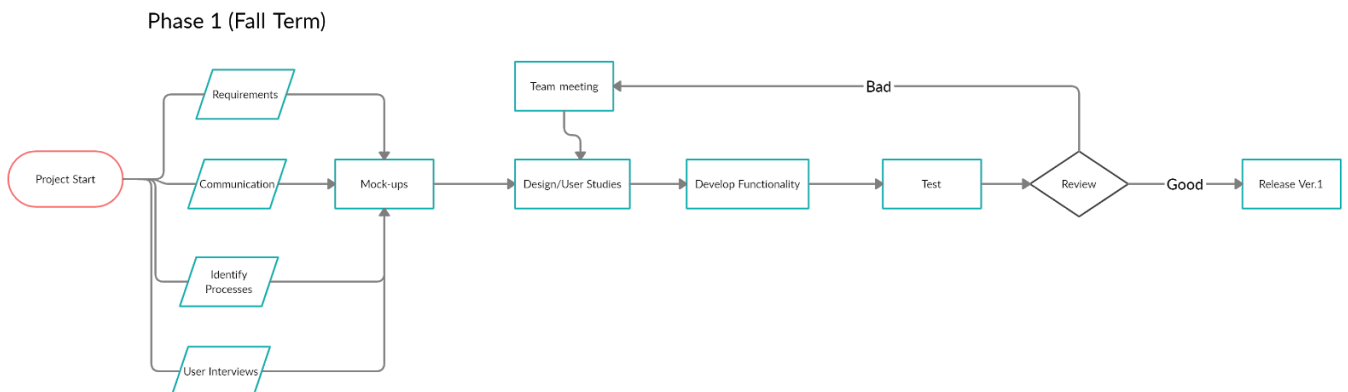 Phase 1 (Fall Term)
Requirements
Team meeting
Bad
Project Start
Communication
Mock-ups
Design/User Studies
Develop Functionality
Test
Review
Good
Release Ver.1
Identify
Processes
User Interviews